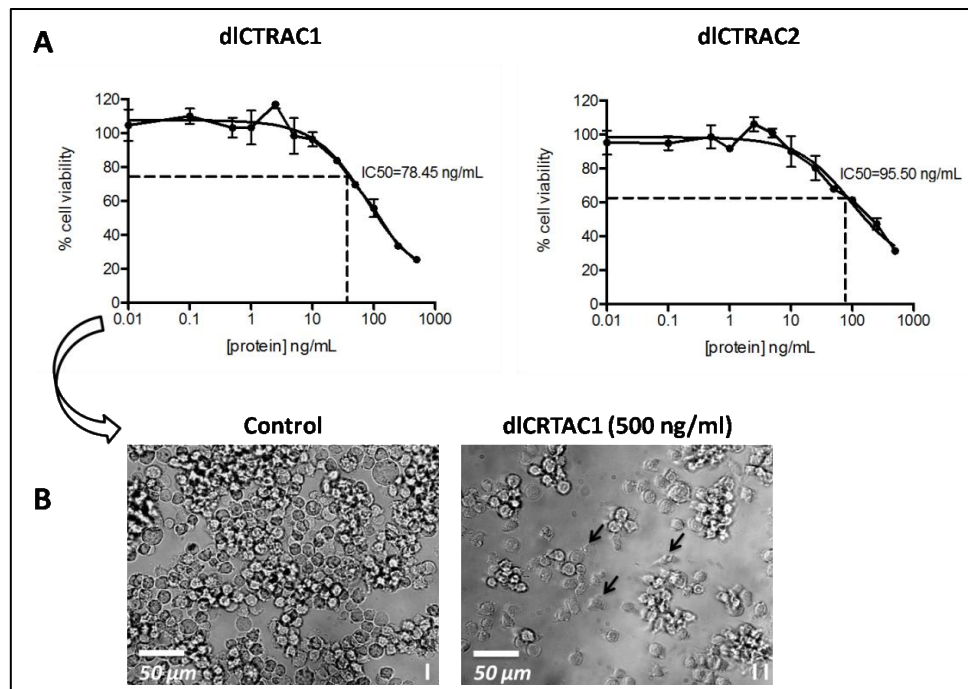 A
dlCTRAC1
dlCTRAC2
120
100
80
60
40
20
0
% cell viability
IC50=78.45 ng/mL
0.01
0.1
1
10
100
1000
[protein] ng/mL
120
100
80
60
40
20
0
% cell viability
IC50=95.50 ng/mL
0.01
0.1
1
10
100
1000
[protein] ng/mL
Control
dlCRTAC1 (500 ng/ml)
B
50 µm
I
50 µm
II